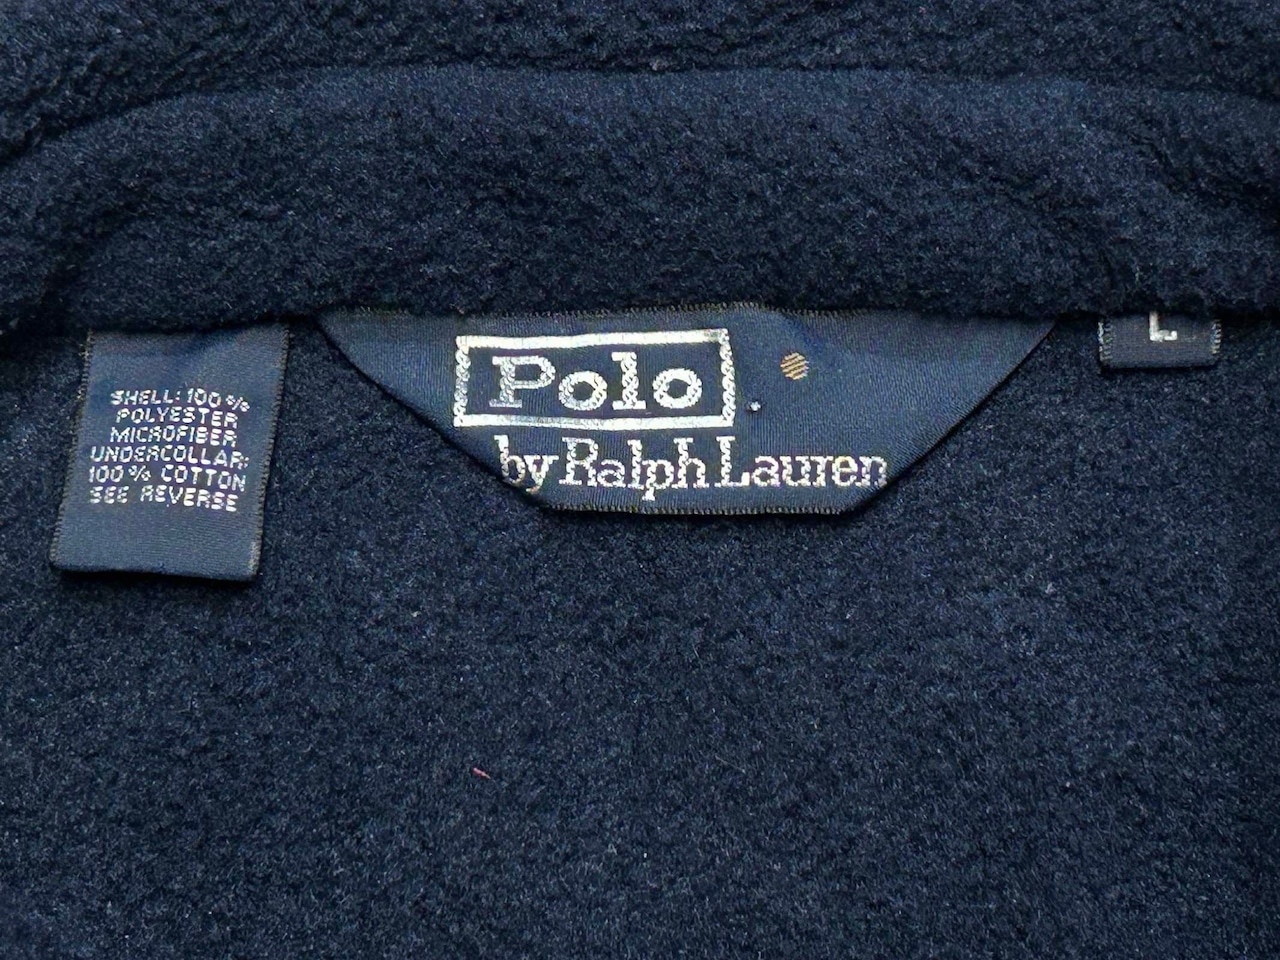 SHELL: 100%
POLYESTER
MICROFIBER
UNDERCOLLAR:
100% COTTON
SEE REVERSE
Polo
by Ralph Lauren
L